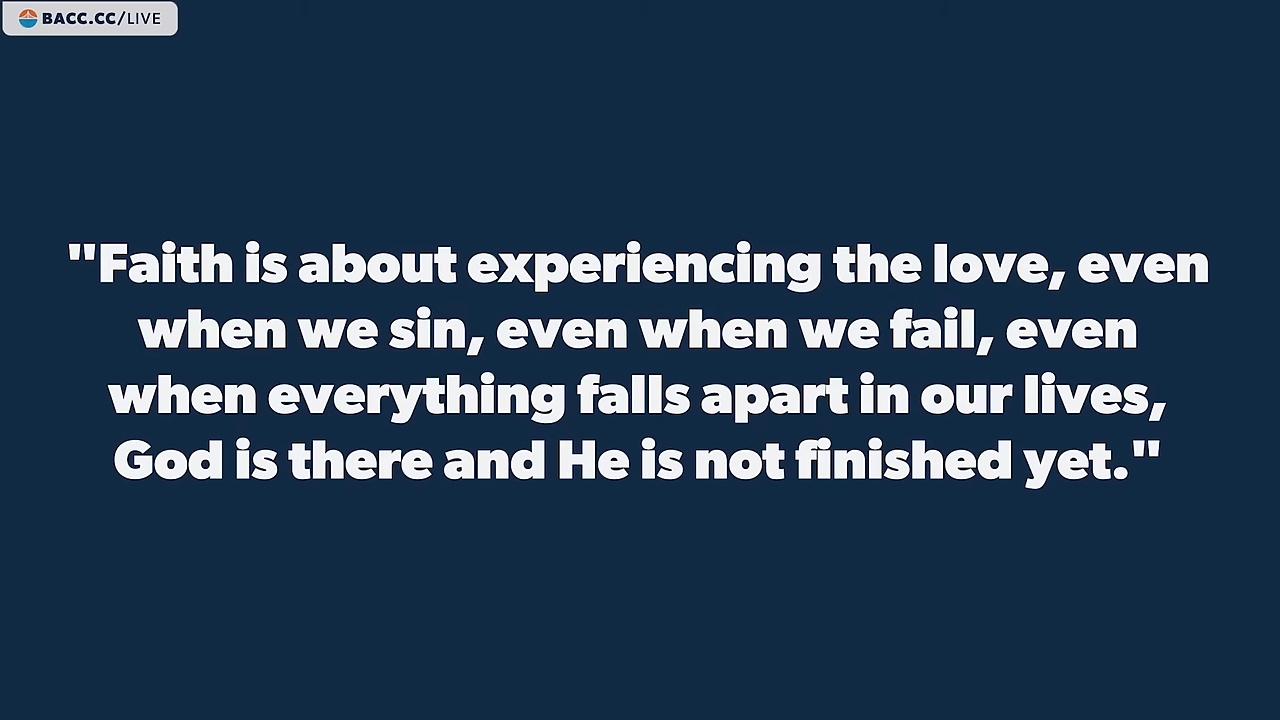 BACC.CC/LIVE
"Faith is about experiencing the love, even
when we sin, even when we fail, even
when everything falls apart in our lives,
God is there and He is not finished yet."